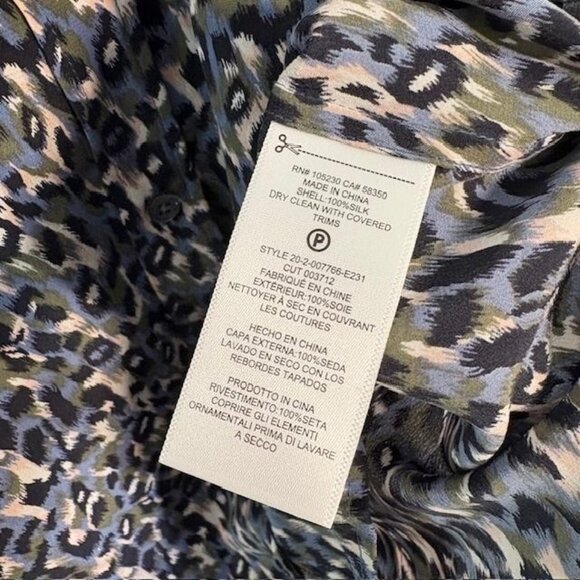 RN# 105230 CA# 58350
MADE IN CHINA
SHELL:100%SILK
DRY CLEAN WITH COVERED
TRIMS
P
STYLE 20-2-007766-E231
CUT 003712
FABRIQUÉ EN CHINE
EXTÉRIEUR:100%SOIE
NETTOYER À SEC EN COUVRANT
LES COUTURES
HECHO EN CHINA
CAPA EXTERNA:100%SEDA
LAVADO EN SECO CON LOS
REBORDES TAPADOS
PRODOTTO IN CINA
RIVESTIMENTO:100%SETA
COPRIRE GLI ELEMENTI
ORNAMENTALI PRIMA DI LAVARE
A SECCO